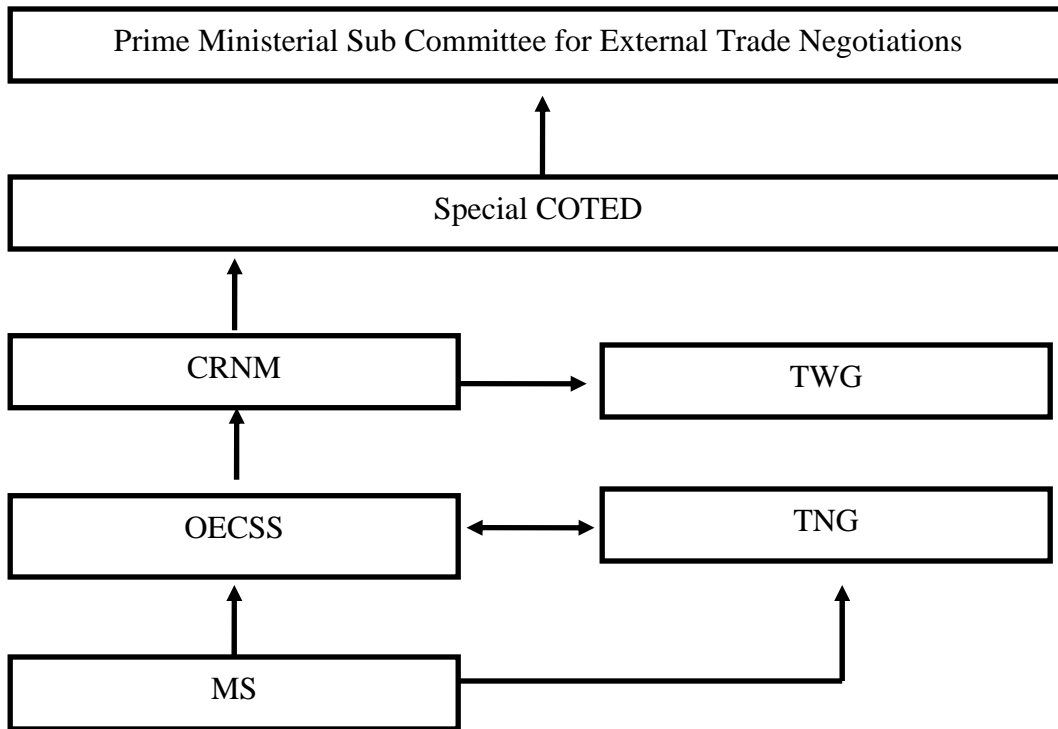 Prime Ministerial Sub Committee for External Trade Negotiations
Special COTED
CRNM
TWG
OECSS
TNG
MS